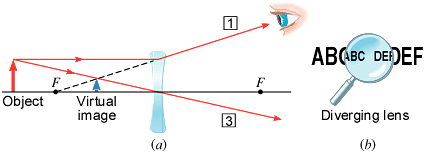 1
F
F
Object
Virtual
image
3
(a)
ABC ABC DEF DEF
Diverging lens
(b)